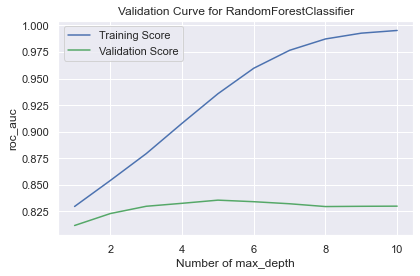 Validation Curve for RandomForestClassifier
Training Score
Validation Score
1.000
0.975
0.950
0.925
0.900
0.875
0.850
0.825
roc_auc
2 4 6 8 10
Number of max_depth